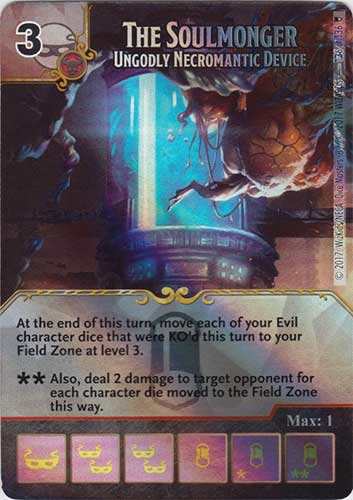 3
THE SOULMONGER
UNGODLY NECROMANTIC DEVICE
At the end of this turn, move each of your Evil
character dice that were KO'd this turn to your
Field Zone at level 3.
** Also, deal 2 damage to target opponent for
each character die moved to the Field Zone
this way.
Max: 1
*
**